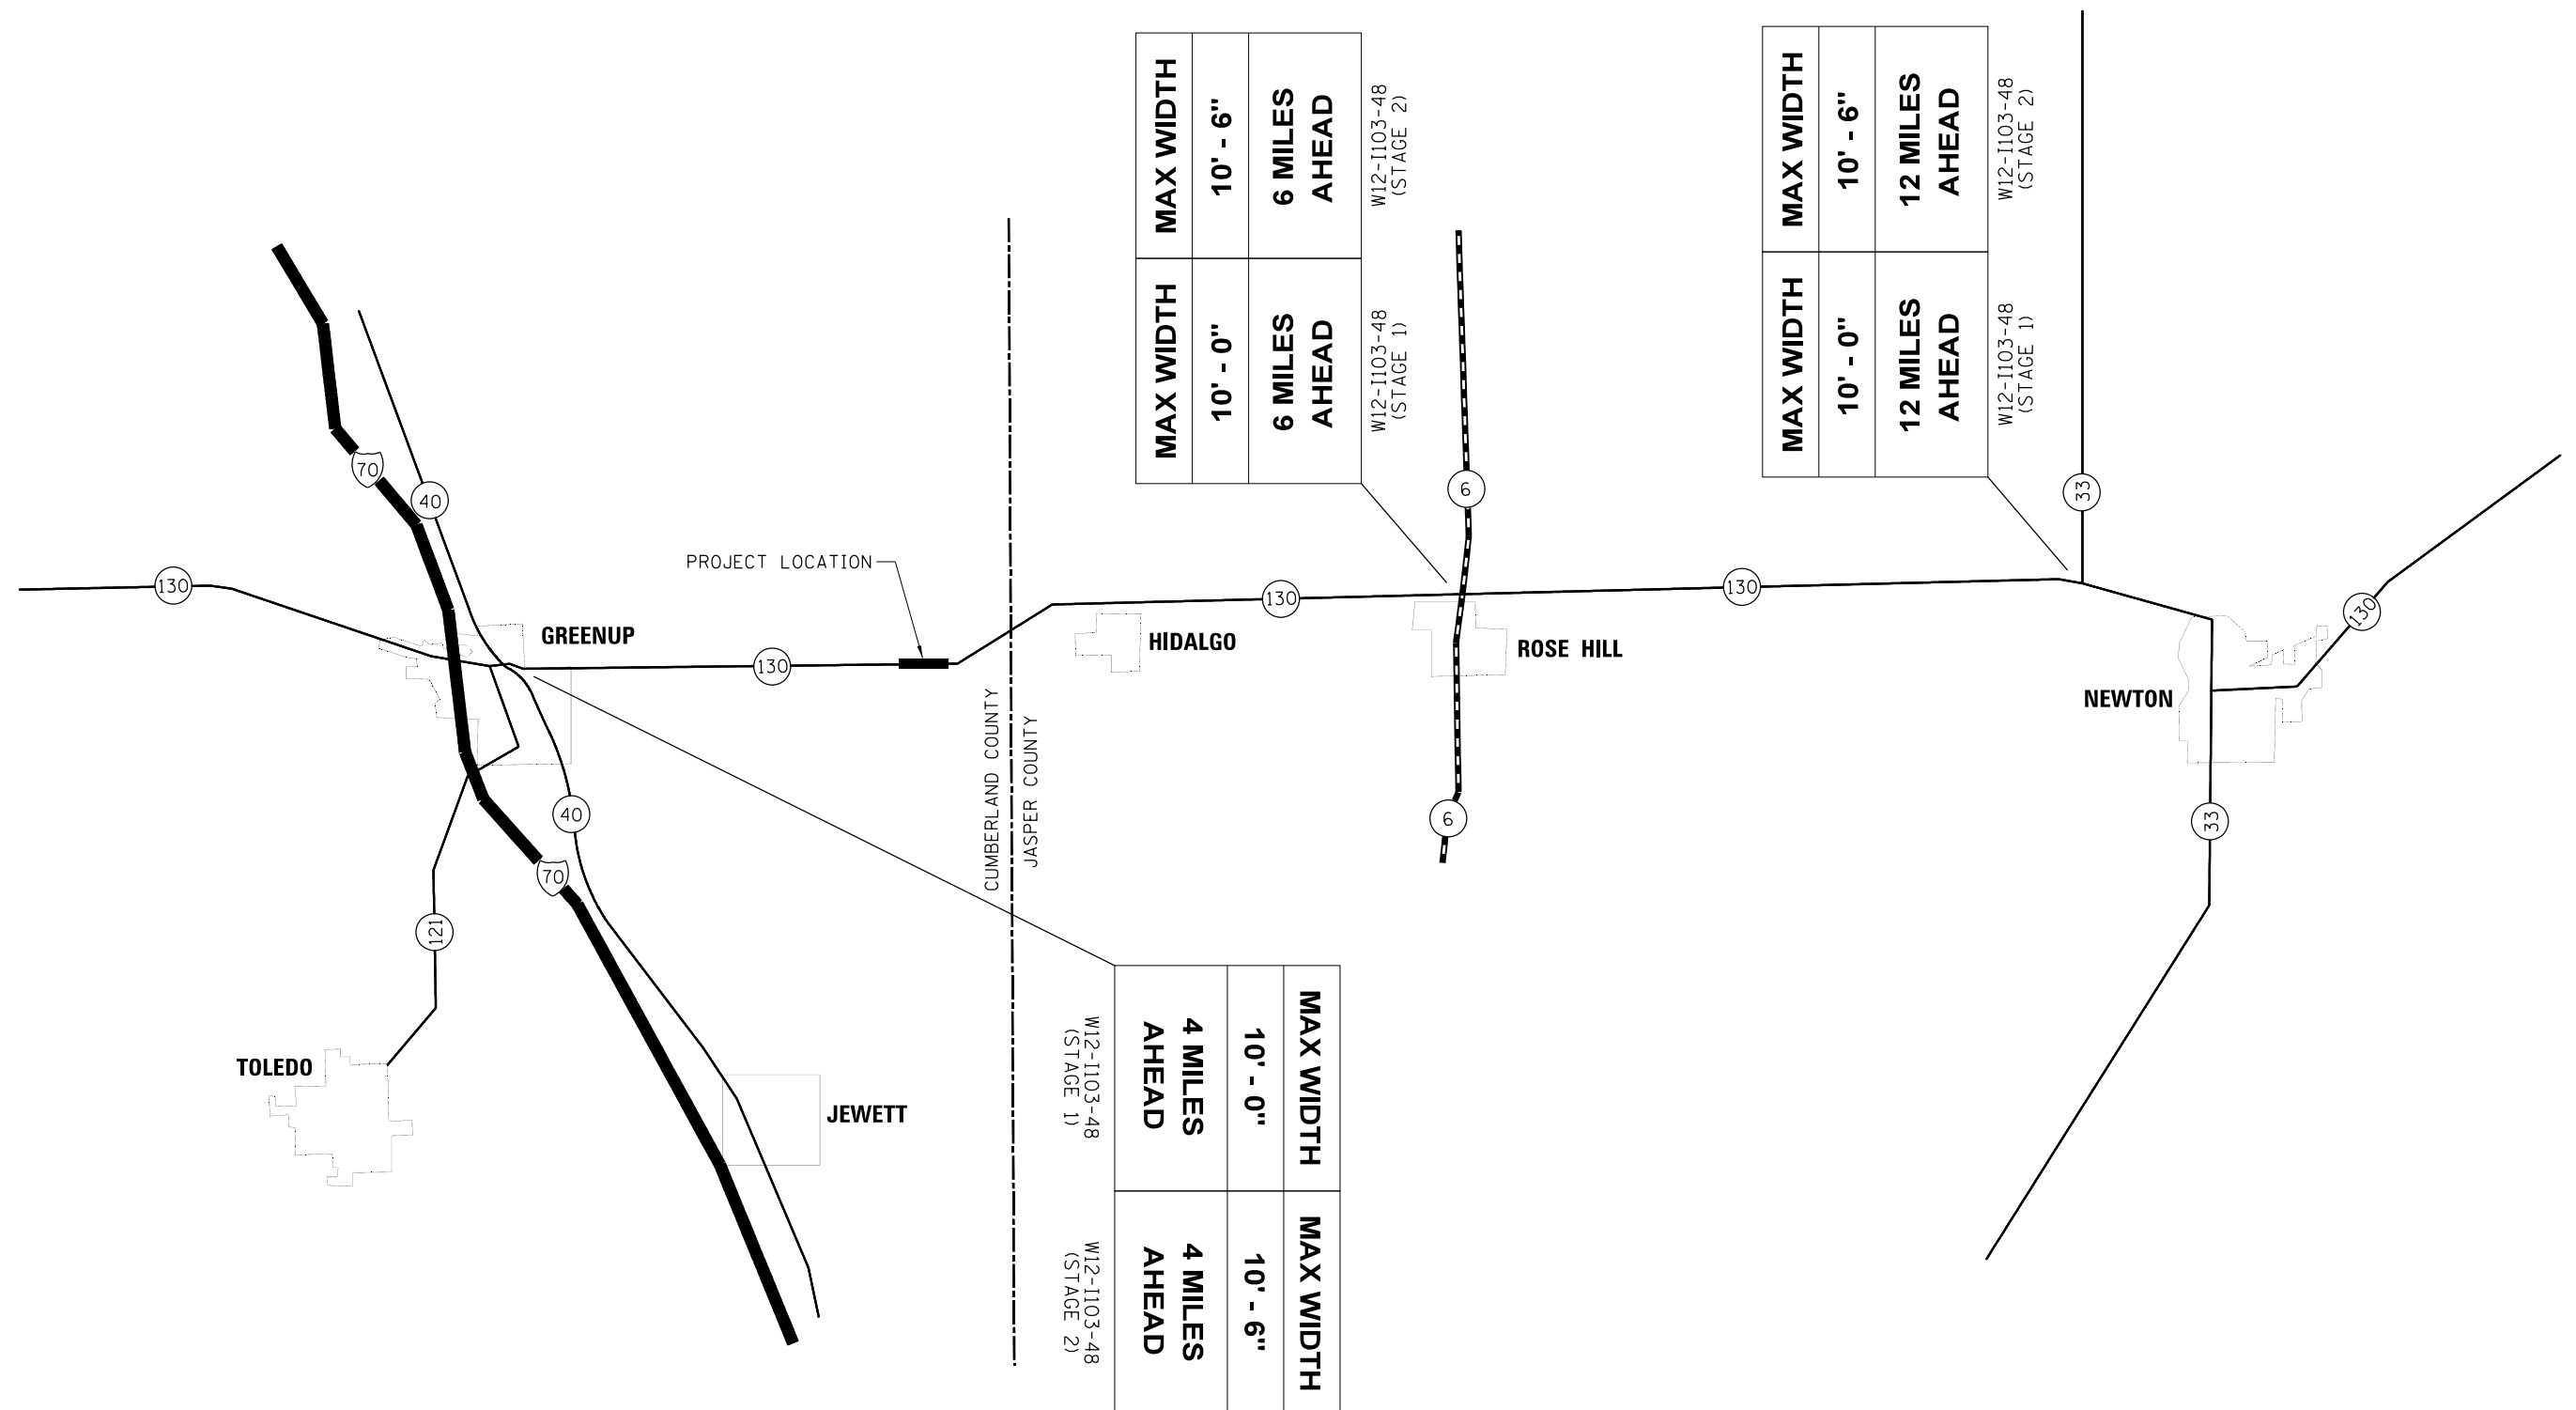 MAX WIDTH
10' - 6"
6 MILES
AHEAD
W12-I103-48
(STAGE 2)
MAX WIDTH
10' - 0"
6 MILES
AHEAD
W12-I103-48
(STAGE 1)
MAX WIDTH
10' - 6"
12 MILES
AHEAD
W12-I103-48
(STAGE 2)
MAX WIDTH
10' - 0"
12 MILES
AHEAD
W12-I103-48
(STAGE 1)
70
40
6
33
PROJECT LOCATION
130
130
130
130
GREENUP
HIDALGO
ROSE HILL
130
NEWTON
CUMBERLAND COUNTY
JASPER COUNTY
40
6
33
70
121
TOLEDO
JEWETT
MAX WIDTH
10' - 0"
4 MILES
AHEAD
W12-I103-48
(STAGE 1)
MAX WIDTH
10' - 6"
4 MILES
AHEAD
W12-I103-48
(STAGE 2)